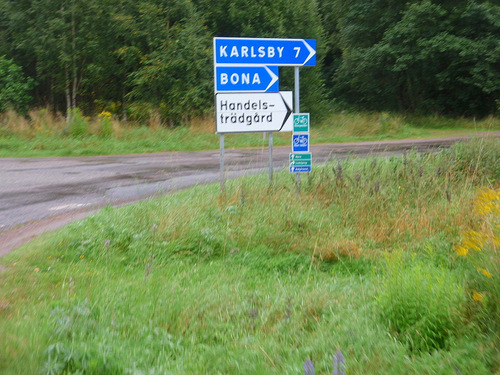 KARLSBY 7
BONA
Handels-
trädgård